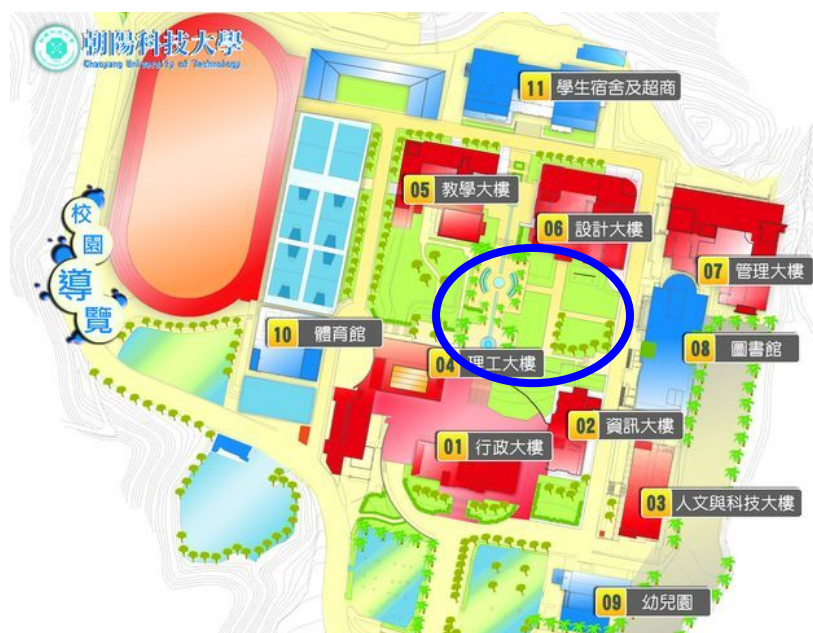 朝陽科技大學
Chaoyang University of Technology
校園導覽
11 學生宿舍及超商
05 教學大樓
06 設計大樓
07 管理大樓
10 體育館
08 圖書館
04 理工大樓
02 資訊大樓
01 行政大樓
03 人文與科技大樓
09 幼兒園